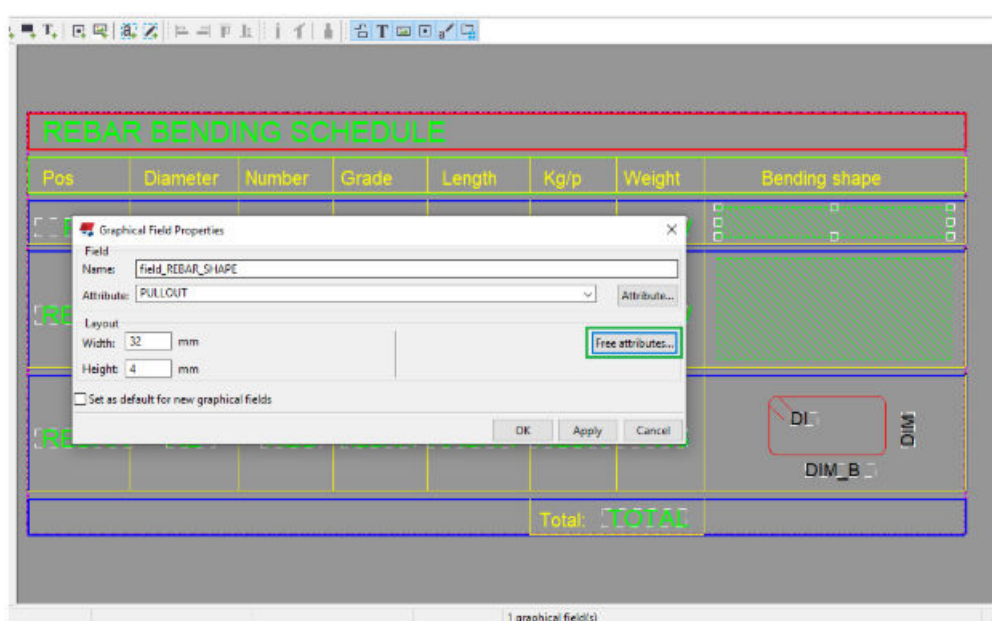 REBAR BENDING SCHEDULE
Pos Diameter Number Grade Length Kg/p Weight Bending shape
Graphical Field Properties
Field
Name: field_REBAR_SHAPE
Attribute: PULLOUT Attribute...
Layout
Width: 32 mm Free attributes...
Height: 4 mm
Set as default for new graphical fields
OK Apply Cancel
DI
DIM
DIM_B
Total: TOTAL
1 graphical field(s)